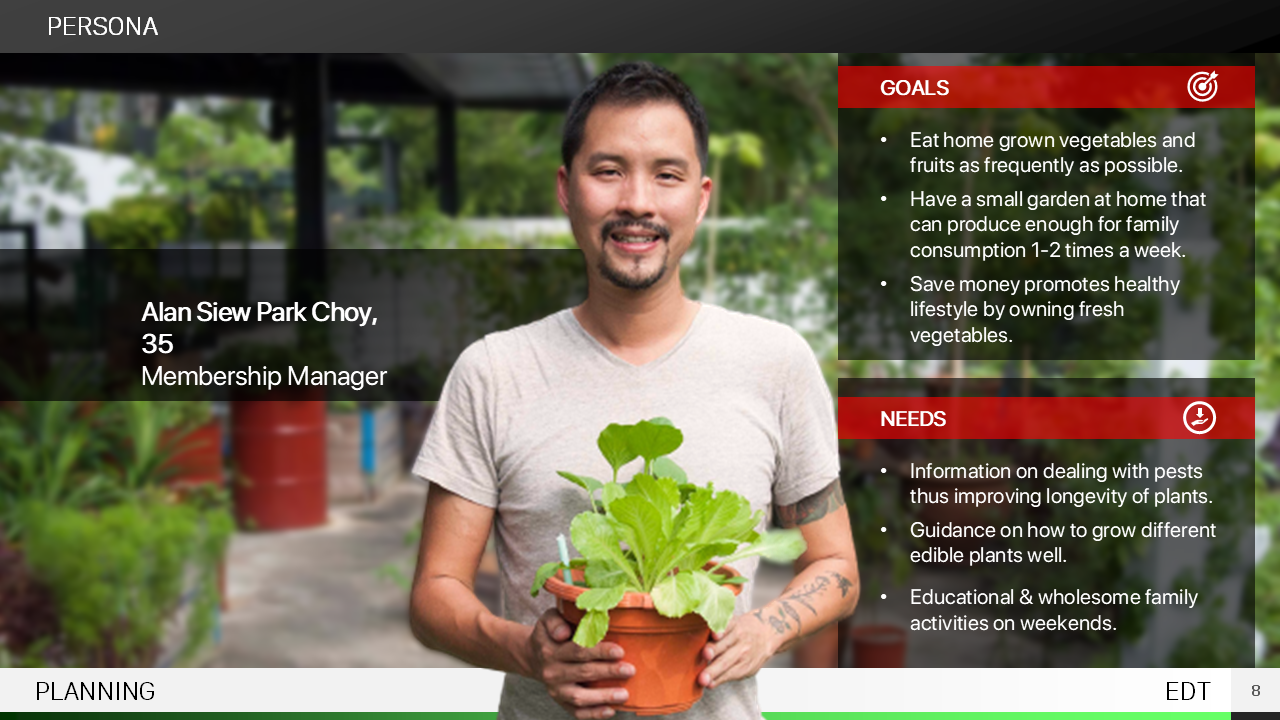 PERSONA
Alan Siew Park Choy,
35
Membership Manager
GOALS
• Eat home grown vegetables and
fruits as frequently as possible.
• Have a small garden at home that
can produce enough for family
consumption 1-2 times a week.
• Save money promotes healthy
lifestyle by owning fresh
vegetables.
NEEDS
• Information on dealing with pests
thus improving longevity of plants.
• Guidance on how to grow different
edible plants well.
• Educational & wholesome family
activities on weekends.
PLANNING
EDT
8